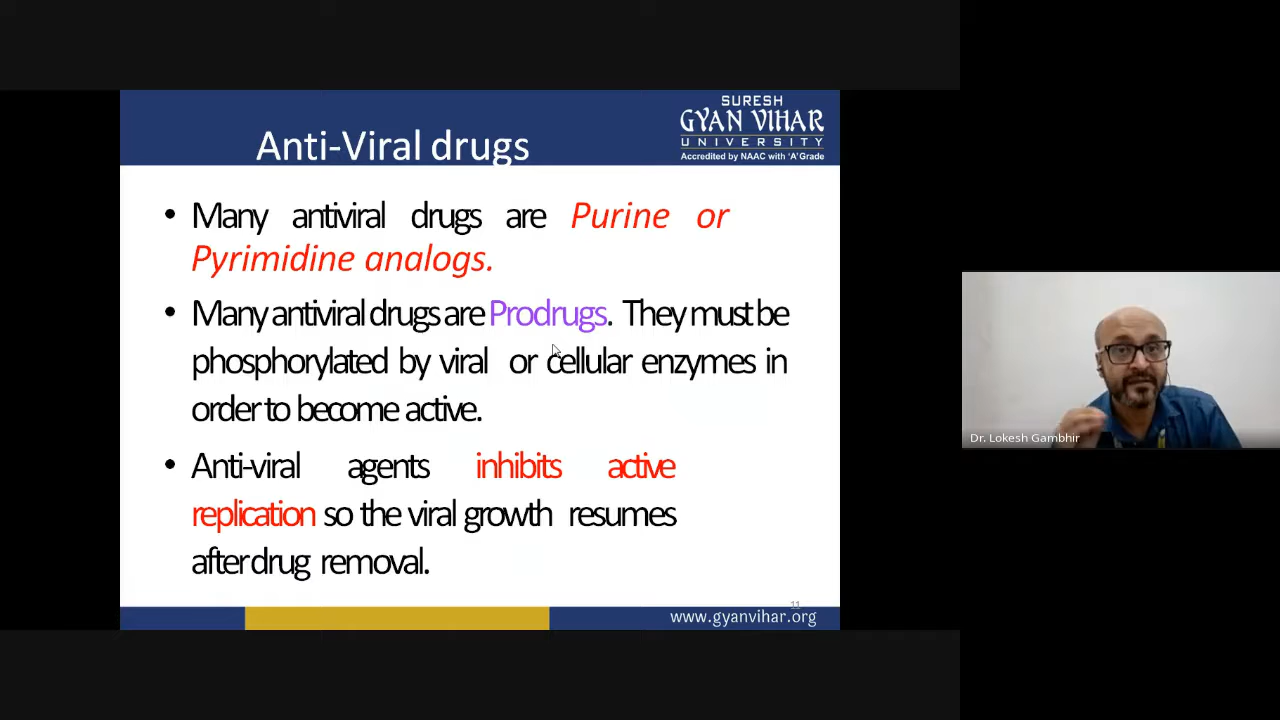 SURESH
GYAN VIHAR
UNIVERSITY
Accredited by NAAC with 'A' Grade
Anti-Viral drugs
• Many antiviral drugs are Purine or
Pyrimidine analogs.
• Many antiviral drugs are Prodrugs. They must be
phosphorylated by viral or cellular enzymes in
order to become active.
• Anti-viral agents inhibits active
replication so the viral growth resumes
after drug removal.
11
www.gyanvihar.org
Dr. Lokesh Gambhir